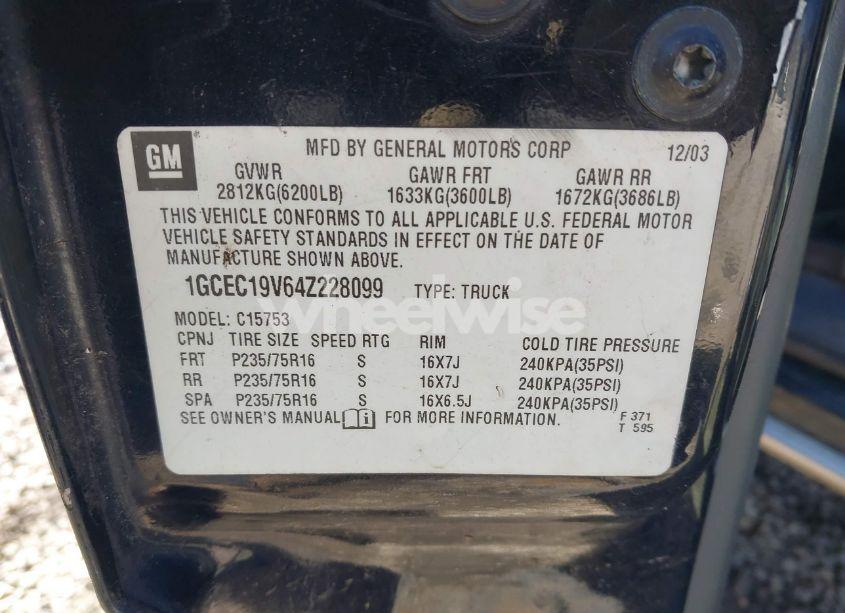 GM
MFD BY GENERAL MOTORS CORP 12/03
GVWR GAWR FRT GAWR RR
2812KG(6200LB) 1633KG(3600LB) 1672KG(3686LB)
THIS VEHICLE CONFORMS TO ALL APPLICABLE U.S. FEDERAL MOTOR
VEHICLE SAFETY STANDARDS IN EFFECT ON THE DATE OF
MANUFACTURE SHOWN ABOVE.
1GCEC19V64Z228099 TYPE: TRUCK
wheelwise
MODEL: C15753
CPNJ TIRE SIZE SPEED RTG RIM COLD TIRE PRESSURE
FRT P235/75R16 S 16X7J 240KPA(35PSI)
RR P235/75R16 S 16X7J 240KPA(35PSI)
SPA P235/75R16 S 16X6.5J 240KPA(35PSI)
SEE OWNER'S MANUAL i FOR MORE INFORMATION.
F 371
T 595